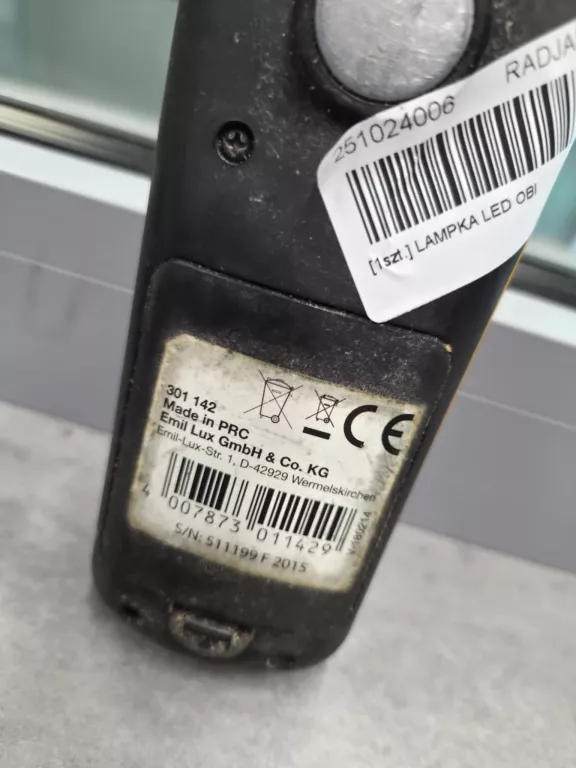 251024006
RADJA
[1szt.] LAMPKA LED OBI
301 142
Made in PRC
Emil Lux GmbH & Co. KG
Emil-Lux-Str. 1, D-42929 Wermelskirchen
CE
4 007873 011429
S/N: 511199 F 2015